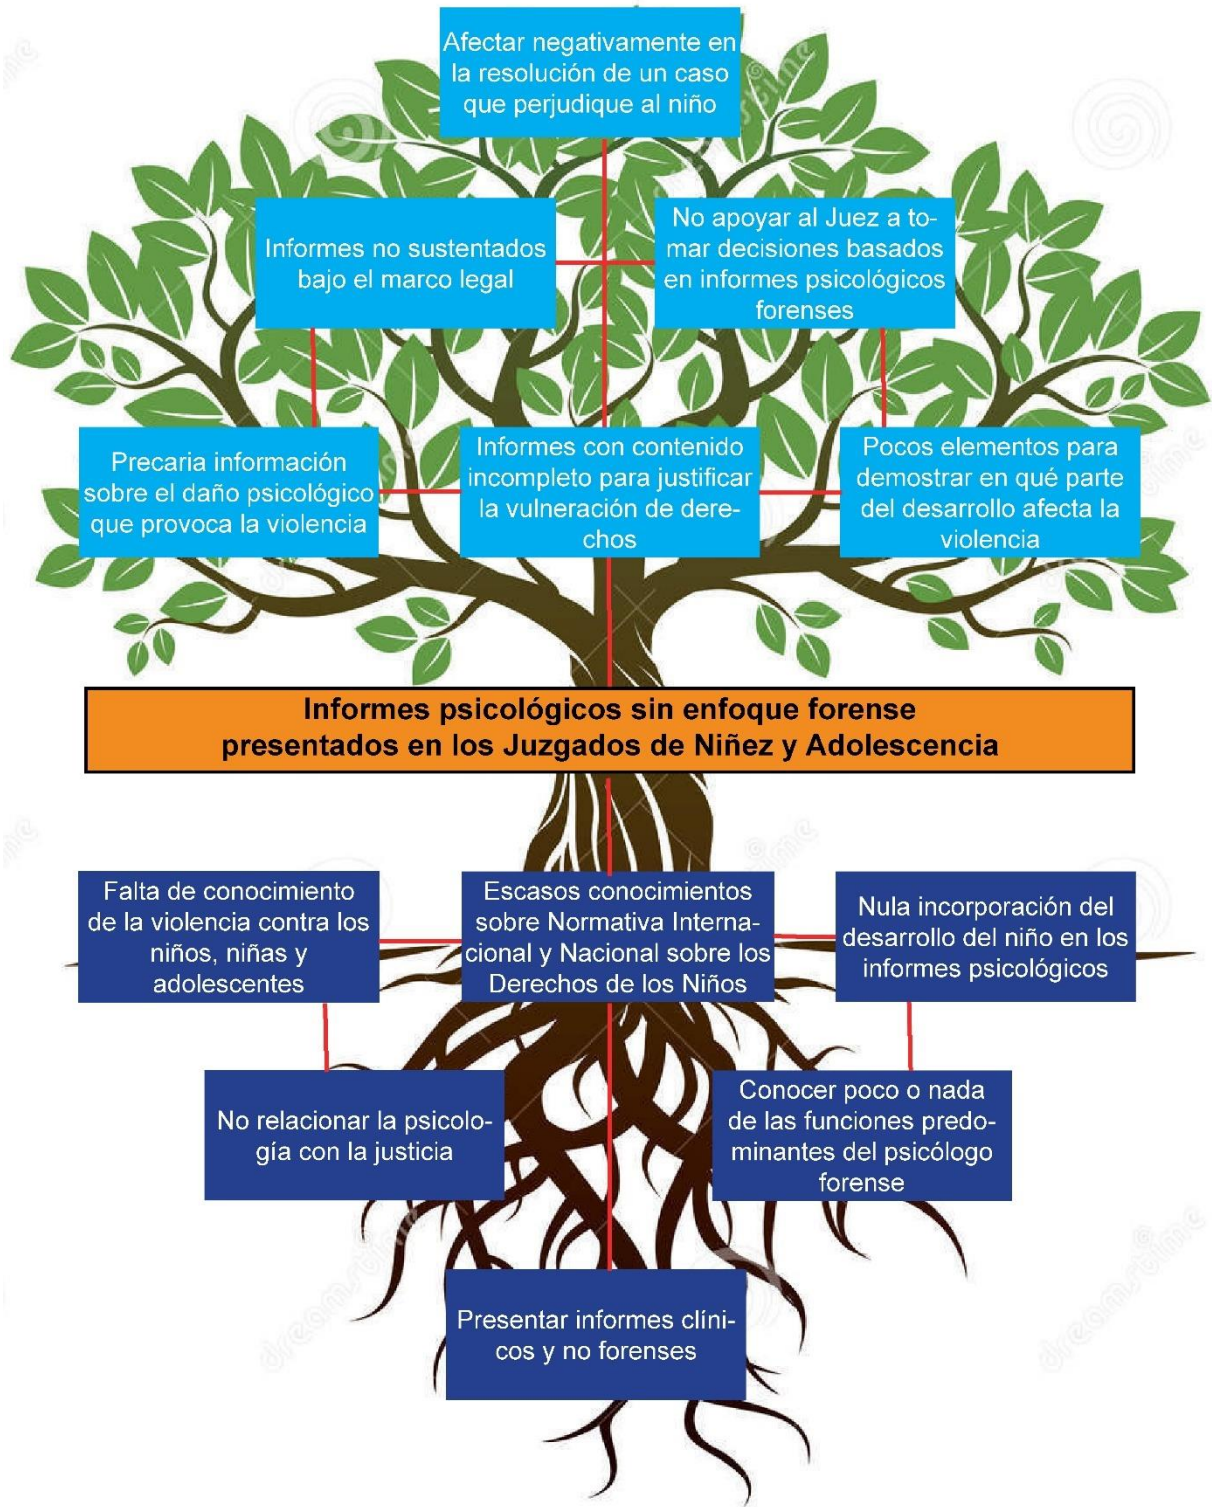 Afectar negativamente en
la resolución de un caso
que perjudique al niño
Informes no sustentados
bajo el marco legal
No apoyar al Juez a to-
mar decisiones basados
en informes psicológicos
forenses
Precaria información
sobre el daño psicológico
que provoca la violencia
Informes con contenido
incompleto para justificar
la vulneración de dere-
chos
Pocos elementos para
demostrar en qué parte
del desarrollo afecta la
violencia
Informes psicológicos sin enfoque forense
presentados en los Juzgados de Niñez y Adolescencia
Falta de conocimiento
de la violencia contra los
niños, niñas y
adolescentes
Escasos conocimientos
sobre Normativa Interna-
cional y Nacional sobre los
Derechos de los Niños
Nula incorporación del
desarrollo del niño en los
informes psicológicos
No relacionar la psicolo-
gía con la justicia
Conocer poco o nada
de las funciones predo-
minantes del psicólogo
forense
Presentar informes clíni-
cos y no forenses
dreamstime
dreamstime